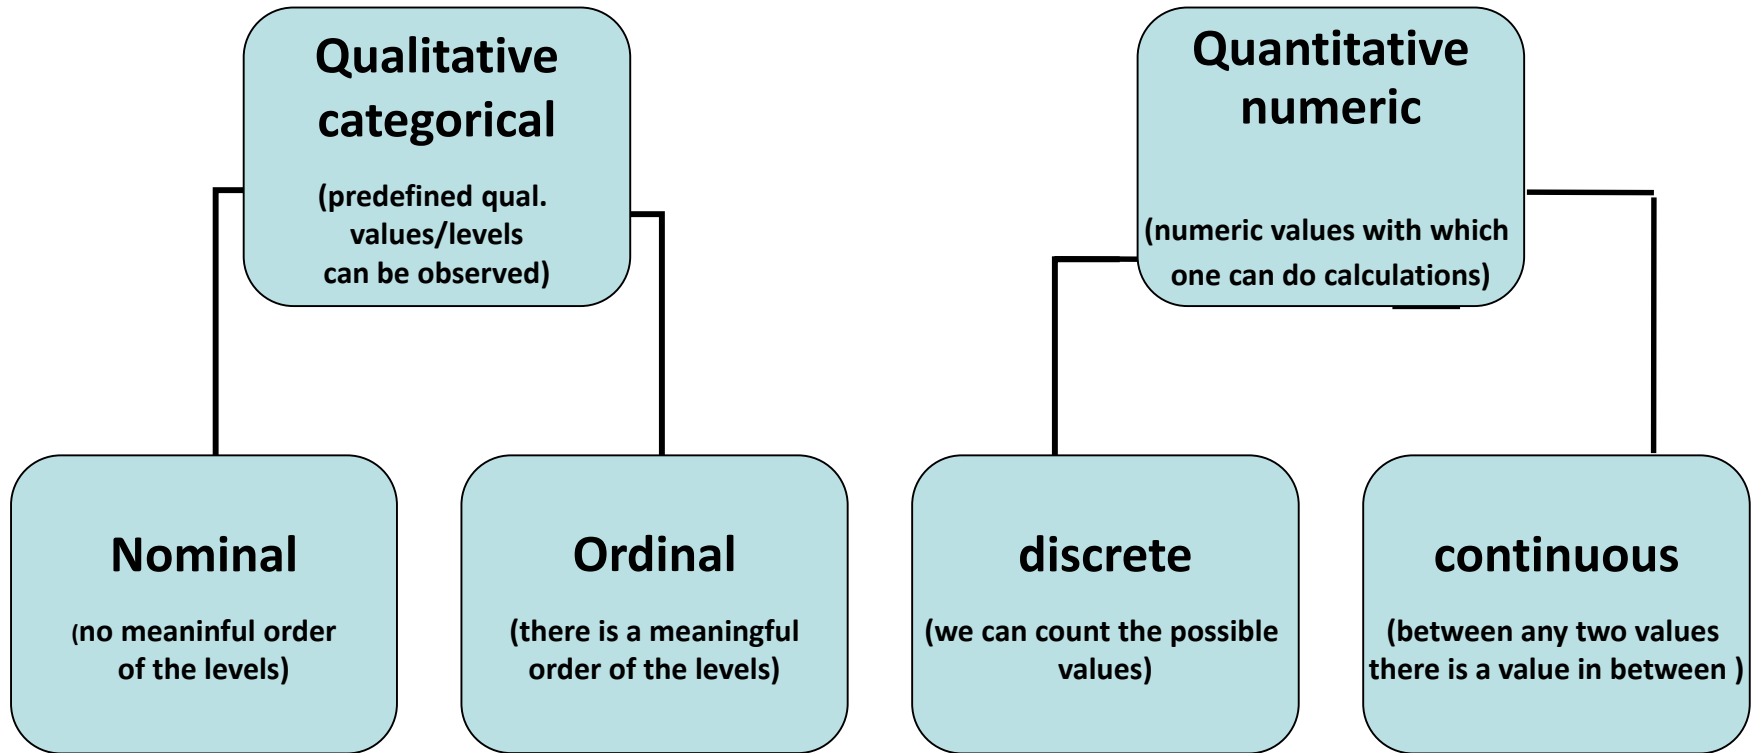 Qualitative
categorical
(predefined qual.
values/levels
can be observed)
Quantitative
numeric
(numeric values with which
one can do calculations)
Nominal
(no meaninful order
of the levels)
Ordinal
(there is a meaningful
order of the levels)
discrete
(we can count the possible
values)
continuous
(between any two values
there is a value in between )